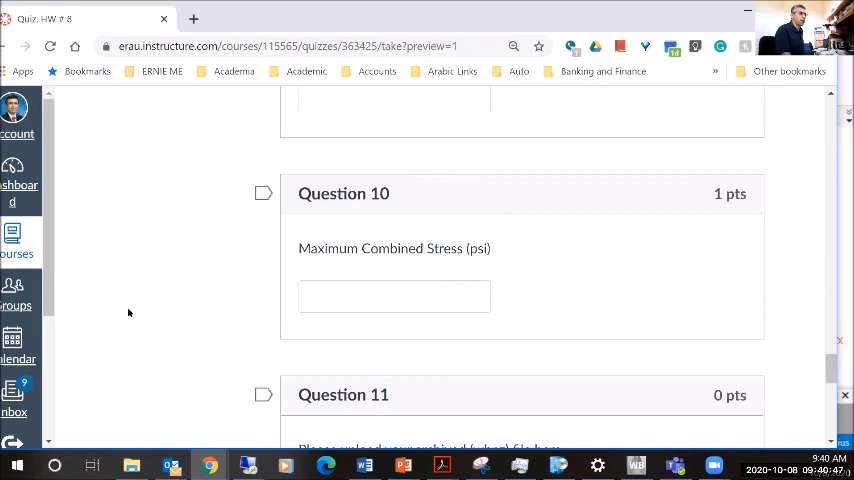 Quiz: HW # 8
erau.instructure.com/courses/115565/quizzes/363425/take?preview=1
Apps
Bookmarks
ERNIE ME
Academia
Academic
Accounts
Arabic Links
Auto
Banking and Finance
»
Other bookmarks
ccount
ashboar
d
ourses
roups
alendar
9
nbox
Question 10
1 pts
Maximum Combined Stress (psi)
Question 11
0 pts
9:40 AM
2020-10-08 09:40:47